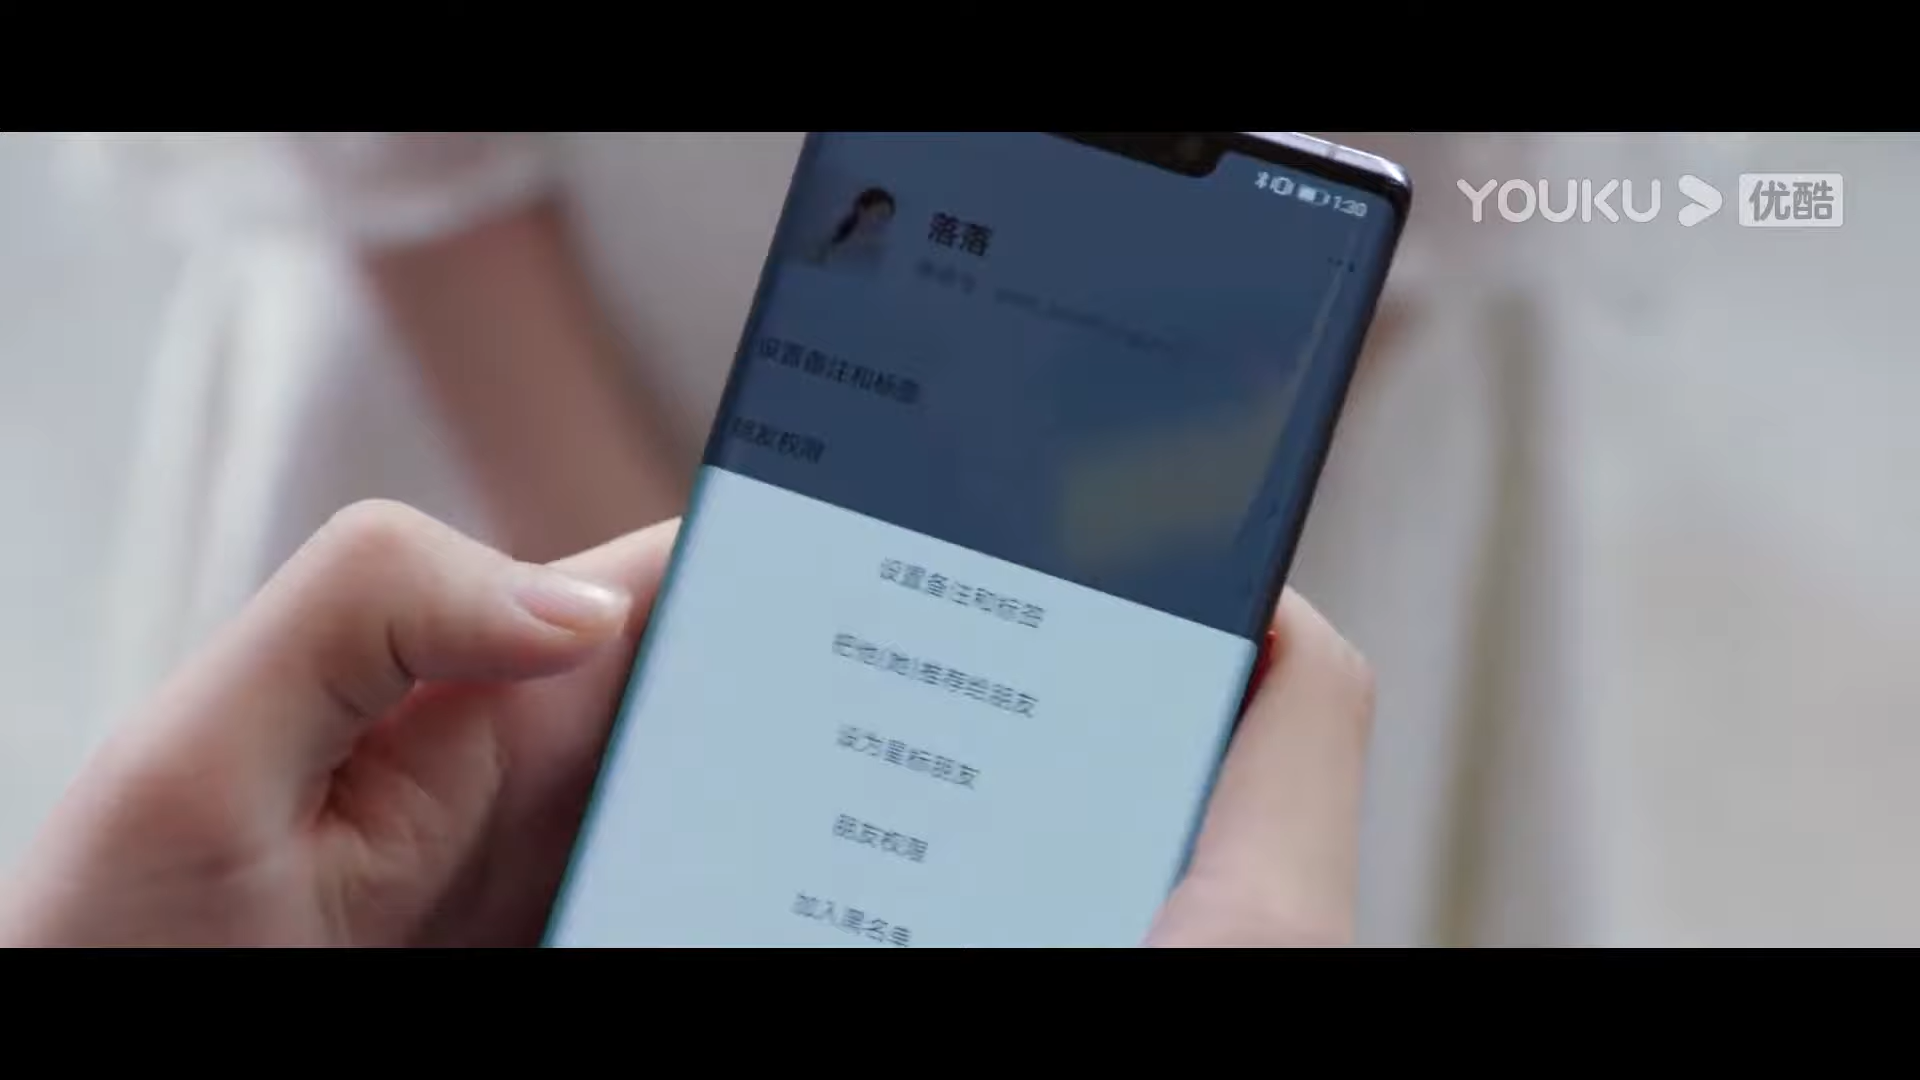 YOUKU 优酷
1:30
落落
设置备注和标签
朋友权限
设置备注和标签
把他(她)推荐给朋友
设为星标朋友
朋友权限
加入黑名单